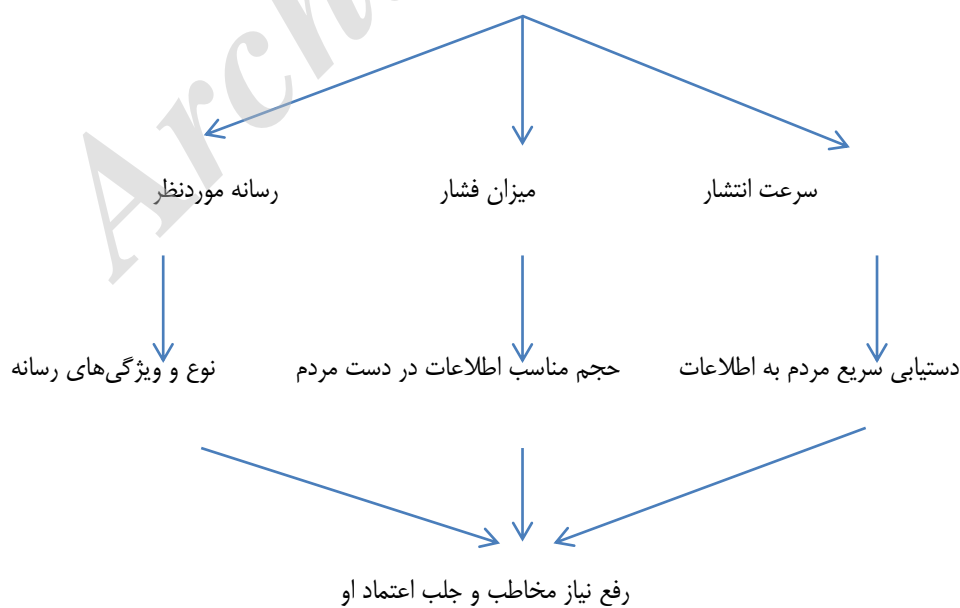 سرعت انتشار میزان فشار رسانه موردنظر
دستیابی سریع مردم به اطلاعات حجم مناسب اطلاعات در دست مردم نوع و ویژگی‌های رسانه
رفع نیاز مخاطب و جلب اعتماد او